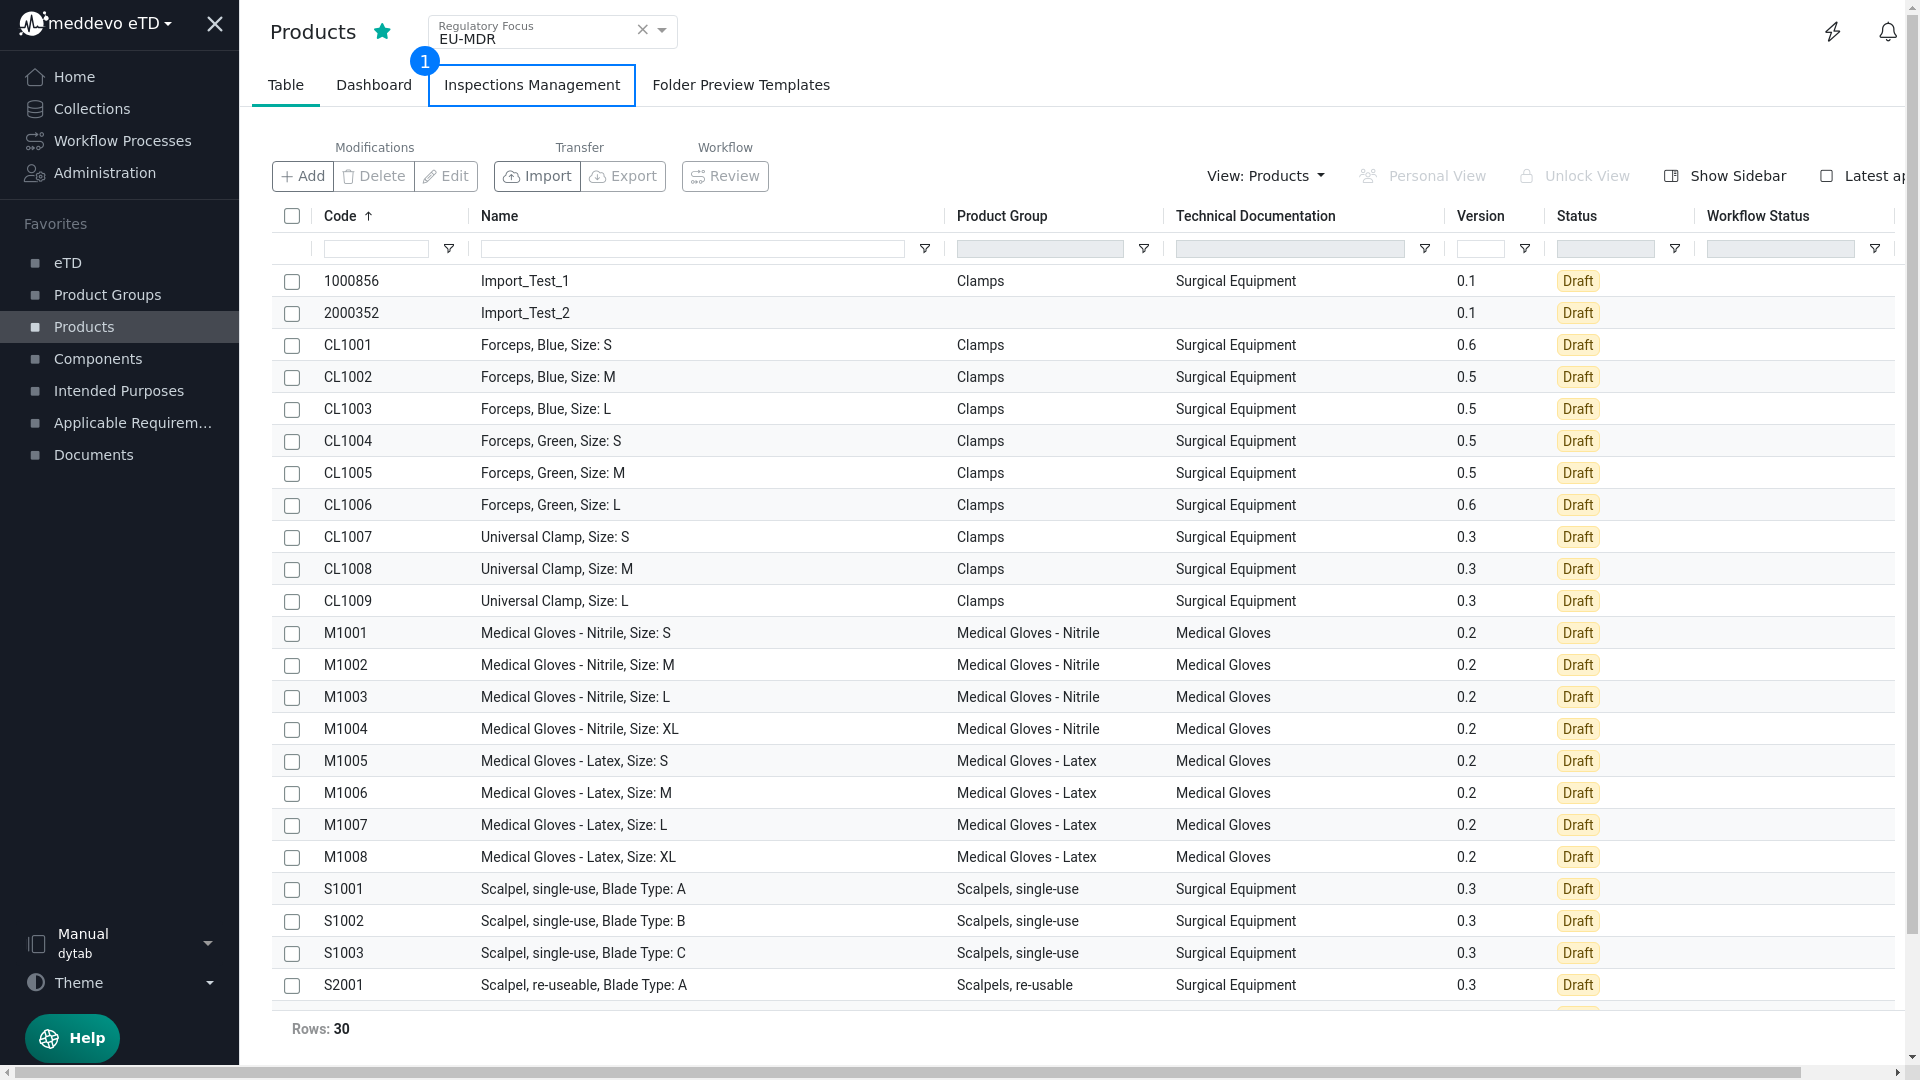 meddevo eTD
Home
Collections
Workflow Processes
Administration
Favorites
eTD
Product Groups
Products
Components
Intended Purposes
Applicable Requirem...
Documents
Manual
dytab
Theme
Help
Products
Regulatory Focus
EU-MDR
1
Table Dashboard Inspections Management Folder Preview Templates
Modifications Transfer Workflow
Add Delete Edit Import Export Review View: Products Personal View Unlock View Show Sidebar Latest ap
Code Name Product Group Technical Documentation Version Status Workflow Status
1000856 Import_Test_1 Clamps Surgical Equipment 0.1 Draft
2000352 Import_Test_2 0.1 Draft
CL1001 Forceps, Blue, Size: S Clamps Surgical Equipment 0.6 Draft
CL1002 Forceps, Blue, Size: M Clamps Surgical Equipment 0.5 Draft
CL1003 Forceps, Blue, Size: L Clamps Surgical Equipment 0.5 Draft
CL1004 Forceps, Green, Size: S Clamps Surgical Equipment 0.5 Draft
CL1005 Forceps, Green, Size: M Clamps Surgical Equipment 0.5 Draft
CL1006 Forceps, Green, Size: L Clamps Surgical Equipment 0.6 Draft
CL1007 Universal Clamp, Size: S Clamps Surgical Equipment 0.3 Draft
CL1008 Universal Clamp, Size: M Clamps Surgical Equipment 0.3 Draft
CL1009 Universal Clamp, Size: L Clamps Surgical Equipment 0.3 Draft
M1001 Medical Gloves - Nitrile, Size: S Medical Gloves - Nitrile Medical Gloves 0.2 Draft
M1002 Medical Gloves - Nitrile, Size: M Medical Gloves - Nitrile Medical Gloves 0.2 Draft
M1003 Medical Gloves - Nitrile, Size: L Medical Gloves - Nitrile Medical Gloves 0.2 Draft
M1004 Medical Gloves - Nitrile, Size: XL Medical Gloves - Nitrile Medical Gloves 0.2 Draft
M1005 Medical Gloves - Latex, Size: S Medical Gloves - Latex Medical Gloves 0.2 Draft
M1006 Medical Gloves - Latex, Size: M Medical Gloves - Latex Medical Gloves 0.2 Draft
M1007 Medical Gloves - Latex, Size: L Medical Gloves - Latex Medical Gloves 0.2 Draft
M1008 Medical Gloves - Latex, Size: XL Medical Gloves - Latex Medical Gloves 0.2 Draft
S1001 Scalpel, single-use, Blade Type: A Scalpels, single-use Surgical Equipment 0.3 Draft
S1002 Scalpel, single-use, Blade Type: B Scalpels, single-use Surgical Equipment 0.3 Draft
S1003 Scalpel, single-use, Blade Type: C Scalpels, single-use Surgical Equipment 0.3 Draft
S2001 Scalpel, re-useable, Blade Type: A Scalpels, re-usable Surgical Equipment 0.3 Draft
Rows: 30